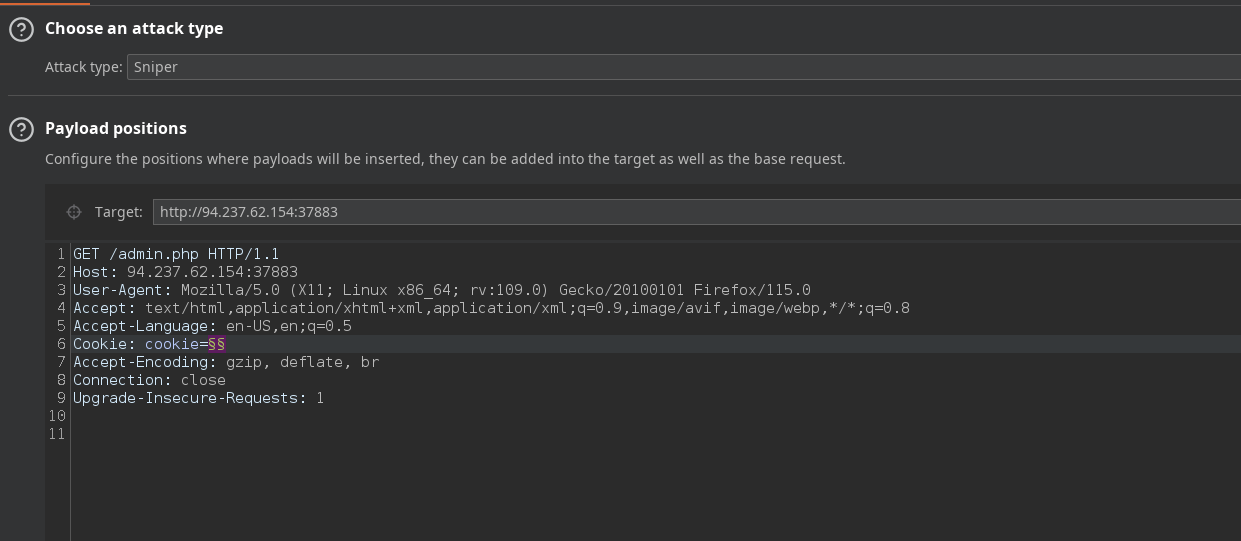 Choose an attack type
Attack type: Sniper
Payload positions
Configure the positions where payloads will be inserted, they can be added into the target as well as the base request.
Target: http://94.237.62.154:37883
1 GET /admin.php HTTP/1.1
2 Host: 94.237.62.154:37883
3 User-Agent: Mozilla/5.0 (X11; Linux x86_64; rv:109.0) Gecko/20100101 Firefox/115.0
4 Accept: text/html,application/xhtml+xml,application/xml;q=0.9,image/avif,image/webp,*/*;q=0.8
5 Accept-Language: en-US,en;q=0.5
6 Cookie: cookie=§§
7 Accept-Encoding: gzip, deflate, br
8 Connection: close
9 Upgrade-Insecure-Requests: 1
10
11